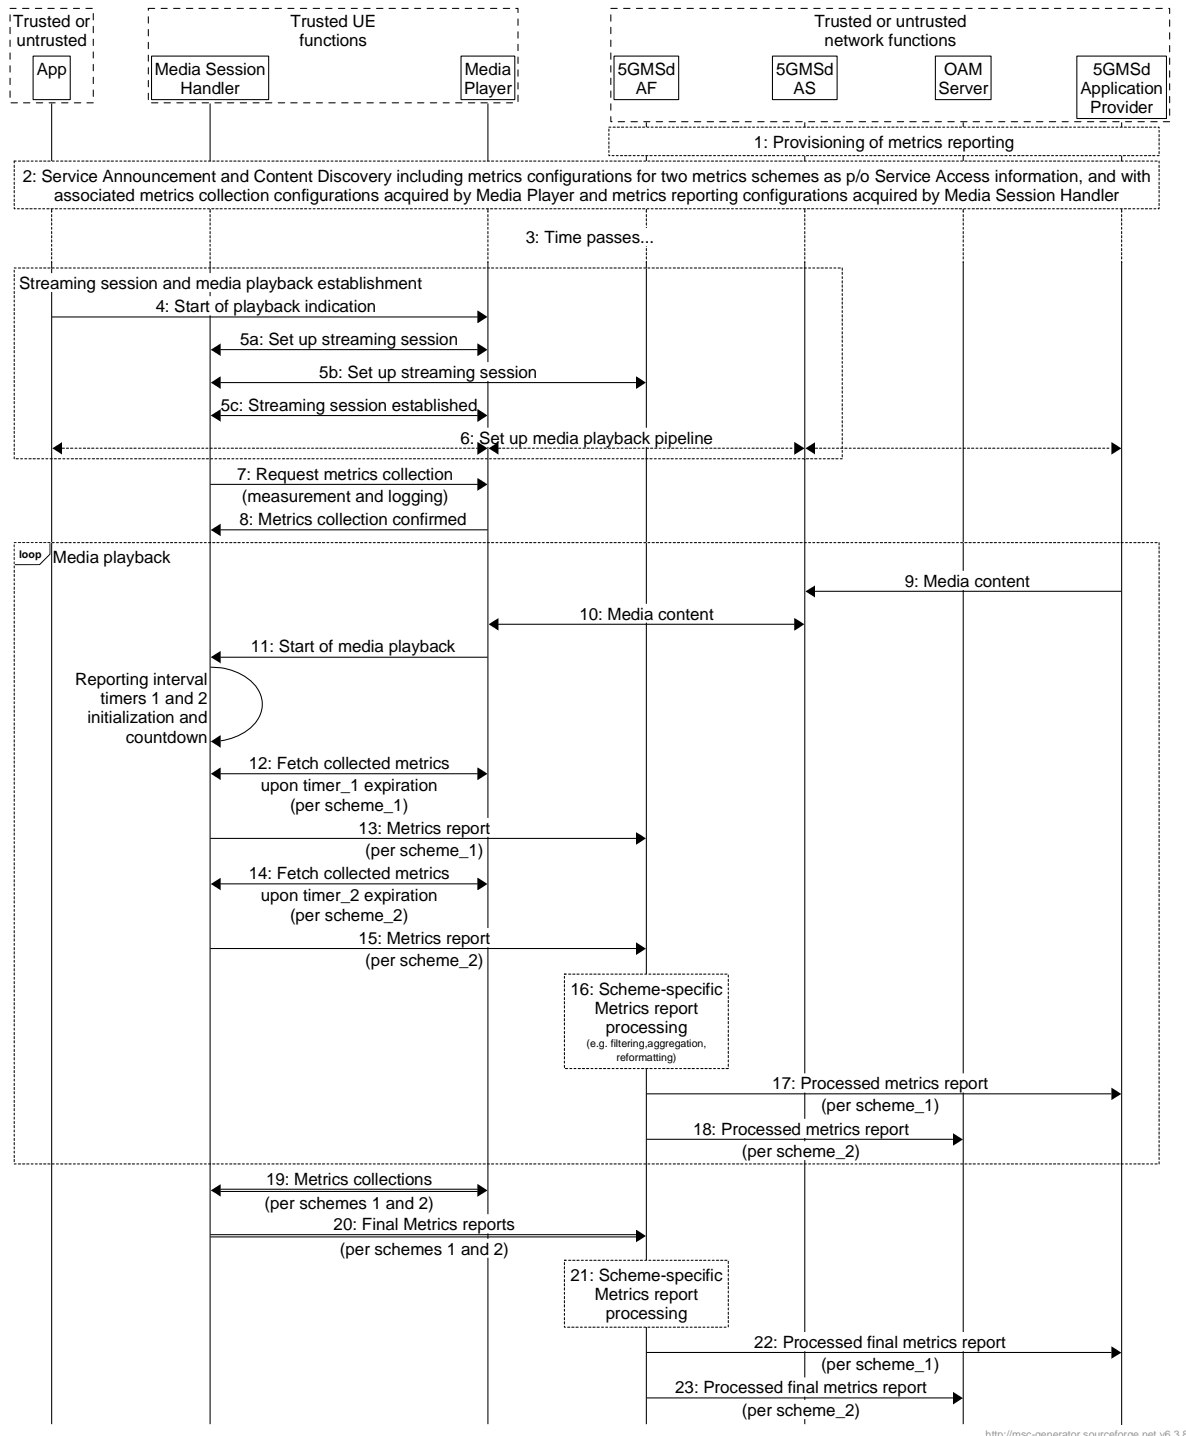 Trusted or
untrusted
Trusted UE
functions
Trusted or untrusted
network functions
App
Media Session
Handler
Media
Player
5GMSd
AF
5GMSd
AS
OAM
Server
5GMSd
Application
Provider
1: Provisioning of metrics reporting
2: Service Announcement and Content Discovery including metrics configurations for two metrics schemes as p/o Service Access information, and with
associated metrics collection configurations acquired by Media Player and metrics reporting configurations acquired by Media Session Handler
3: Time passes...
Streaming session and media playback establishment
4: Start of playback indication
5a: Set up streaming session
5b: Set up streaming session
5c: Streaming session established
6: Set up media playback pipeline
7: Request metrics collection
(measurement and logging)
8: Metrics collection confirmed
loop
Media playback
9: Media content
10: Media content
11: Start of media playback
Reporting interval
timers 1 and 2
initialization and
countdown
12: Fetch collected metrics
upon timer_1 expiration
(per scheme_1)
13: Metrics report
(per scheme_1)
14: Fetch collected metrics
upon timer_2 expiration
(per scheme_2)
15: Metrics report
(per scheme_2)
16: Scheme-specific
Metrics report
processing
(e.g. filtering,aggregation,
reformatting)
17: Processed metrics report
(per scheme_1)
18: Processed metrics report
(per scheme_2)
19: Metrics collections
(per schemes 1 and 2)
20: Final Metrics reports
(per schemes 1 and 2)
21: Scheme-specific
Metrics report
processing
22: Processed final metrics report
(per scheme_1)
23: Processed final metrics report
(per scheme_2)
http://msc-generator.sourceforge.net v6.3.8